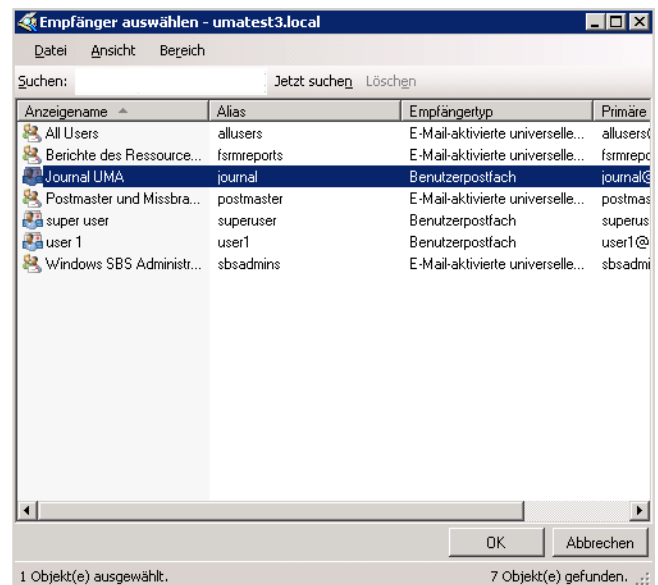 Empfänger auswählen - umatest3.local
Datei Ansicht Bereich
Suchen: Jetzt suchen Löschen
Anzeigename Alias Empfängertyp Primäre
All Users allusers E-Mail-aktivierte universelle... allusers(
Berichte des Ressource... fsrmreports E-Mail-aktivierte universelle... fsrmrepo
Journal UMA journal Benutzerpostfach journal@
Postmaster und Missbra... postmaster E-Mail-aktivierte universelle... postmas
super user superuser Benutzerpostfach superus
user 1 user1 Benutzerpostfach user1@
Windows SBS Administr... sbsadmins E-Mail-aktivierte universelle... sbsadmi
OK Abbrechen
1 Objekt(e) ausgewählt. 7 Objekt(e) gefunden.